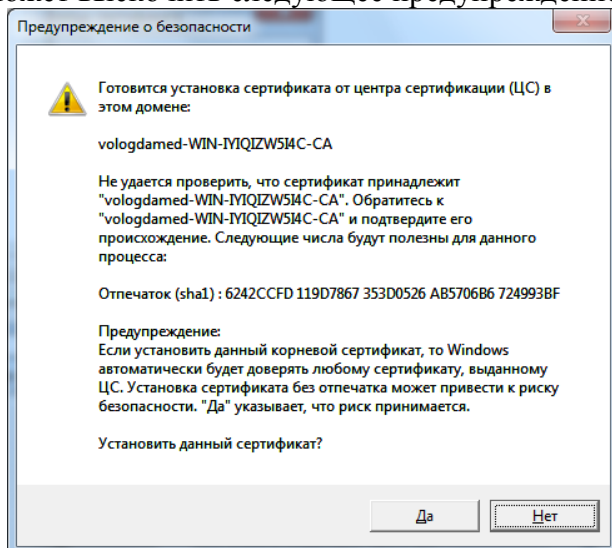 следующее предупреждение
Предупреждение о безопасности
Готовится установка сертификата от центра сертификации (ЦС) в
этом домене:
vologdamed-WIN-IYIQIZW5I4C-CA
Не удается проверить, что сертификат принадлежит
"vologdamed-WIN-IYIQIZW5I4C-CA". Обратитесь к
"vologdamed-WIN-IYIQIZW5I4C-CA" и подтвердите его
происхождение. Следующие числа будут полезны для данного
процесса:
Отпечаток (sha1) : 6242CCFD 119D7867 353D0526 AB5706B6 724993BF
Предупреждение:
Если установить данный корневой сертификат, то Windows
автоматически будет доверять любому сертификату, выданному
ЦС. Установка сертификата без отпечатка может привести к риску
безопасности. "Да" указывает, что риск принимается.
Установить данный сертификат?
Да
Нет